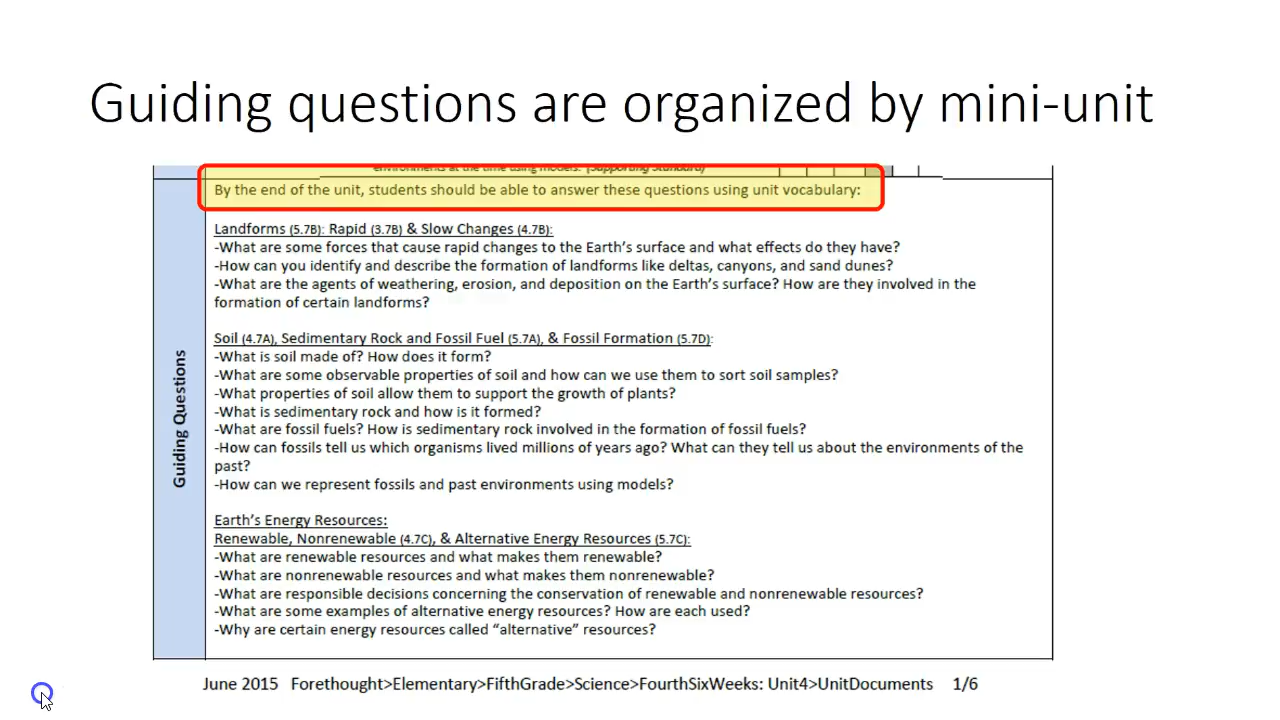 Guiding questions are organized by mini-unit
environments at the time using models. (Supporting Standard)
By the end of the unit, students should be able to answer these questions using unit vocabulary:
Landforms (5.7B): Rapid (3.7B) & Slow Changes (4.7B):
-What are some forces that cause rapid changes to the Earth's surface and what effects do they have?
-How can you identify and describe the formation of landforms like deltas, canyons, and sand dunes?
-What are the agents of weathering, erosion, and deposition on the Earth's surface? How are they involved in the
formation of certain landforms?
Guiding Questions
Soil (4.7A), Sedimentary Rock and Fossil Fuel (5.7A), & Fossil Formation (5.7D):
-What is soil made of? How does it form?
-What are some observable properties of soil and how can we use them to sort soil samples?
-What properties of soil allow them to support the growth of plants?
-What is sedimentary rock and how is it formed?
-What are fossil fuels? How is sedimentary rock involved in the formation of fossil fuels?
-How can fossils tell us which organisms lived millions of years ago? What can they tell us about the environments of the
past?
-How can we represent fossils and past environments using models?
Earth's Energy Resources:
Renewable, Nonrenewable (4.7C), & Alternative Energy Resources (5.7C):
-What are renewable resources and what makes them renewable?
-What are nonrenewable resources and what makes them nonrenewable?
-What are responsible decisions concerning the conservation of renewable and nonrenewable resources?
-What are some examples of alternative energy resources? How are each used?
-Why are certain energy resources called "alternative" resources?
June 2015 Forethought>Elementary>FifthGrade>Science>FourthSixWeeks: Unit4>UnitDocuments 1/6